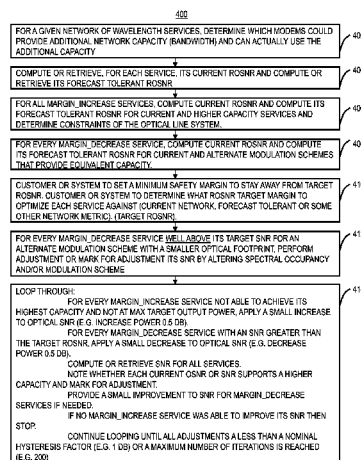 400
FOR A GIVEN NETWORK OF WAVELENGTH SERVICES, DETERMINE WHICH MODEMS COULD
PROVIDE ADDITIONAL NETWORK CAPACITY (BANDWIDTH) AND CAN ACTUALLY USE THE
ADDITIONAL CAPACITY
40
COMPUTE OR RETRIEVE, FOR EACH SERVICE, ITS CURRENT ROSNR AND COMPUTE OR
RETRIEVE ITS FORECAST TOLERANT ROSNR
40
FOR ALL MARGIN_INCREASE SERVICES, COMPUTE CURRENT ROSNR AND COMPUTE ITS
FORECAST TOLERANT ROSNR FOR CURRENT AND HIGHER CAPACITY SERVICES AND
DETERMINE CONSTRAINTS OF THE OPTICAL LINE SYSTEM.
40
FOR EVERY MARGIN_DECREASE SERVICE, COMPUTE CURRENT ROSNR AND COMPUTE
ITS FORECAST TOLERANT ROSNR FOR CURRENT AND ALTERNATE MODULATION SCHEMES
THAT PROVIDE EQUIVALENT CAPACITY.
40
CUSTOMER OR SYSTEM TO SET A MINIMUM SAFETY MARGIN TO STAY AWAY FROM TARGET
ROSNR. CUSTOMER OR SYSTEM TO DETERMINE WHAT ROSNR TARGET MARGIN TO
OPTIMIZE EACH SERVICE AGAINST (CURRENT NETWORK, FORECAST TOLERANT OR SOME
OTHER NETWORK METRIC). (TARGET ROSNR).
41
FOR EVERY MARGIN_DECREASE SERVICE WELL ABOVE ITS TARGET SNR FOR AN
ALTERNATE MODULATION SCHEME WITH A SMALLER OPTICAL FOOTPRINT, PERFORM
ADJUSTMENT OR MARK FOR ADJUSTMENT ITS SNR BY ALTERING SPECTRAL OCCUPANCY
AND/OR MODULATION SCHEME
41
LOOP THROUGH:
FOR EVERY MARGIN_INCREASE SERVICE NOT ABLE TO ACHIEVE ITS
HIGHEST CAPACITY AND NOT AT MAX TARGET OUTPUT POWER, APPLY A SMALL INCREASE
TO OPTICAL SNR (E.G. INCREASE POWER 0.5 DB).
FOR EVERY MARGIN_DECREASE SERVICE WITH AN SNR GREATER THAN
THE TARGET ROSNR, APPLY A SMALL DECREASE TO OPTICAL SNR (E.G. DECREASE
POWER 0.5 DB).
COMPUTE OR RETRIEVE SNR FOR ALL SERVICES.
NOTE WHETHER EACH CURRENT OSNR OR SNR SUPPORTS A HIGHER
CAPACITY AND MARK FOR ADJUSTMENT.
PROVIDE A SMALL IMPROVEMENT TO SNR FOR MARGIN_DECREASE
SERVICES IF NEEDED.
IF NO MARGIN_INCREASE SERVICE WAS ABLE TO IMPROVE ITS SNR THEN
STOP.
CONTINUE LOOPING UNTIL ALL ADJUSTMENTS A LESS THAN A NOMINAL
HYSTERESIS FACTOR (E.G. 1 DB) OR A MAXIMUM NUMBER OF ITERATIONS IS REACHED
(E.G. 200)
41